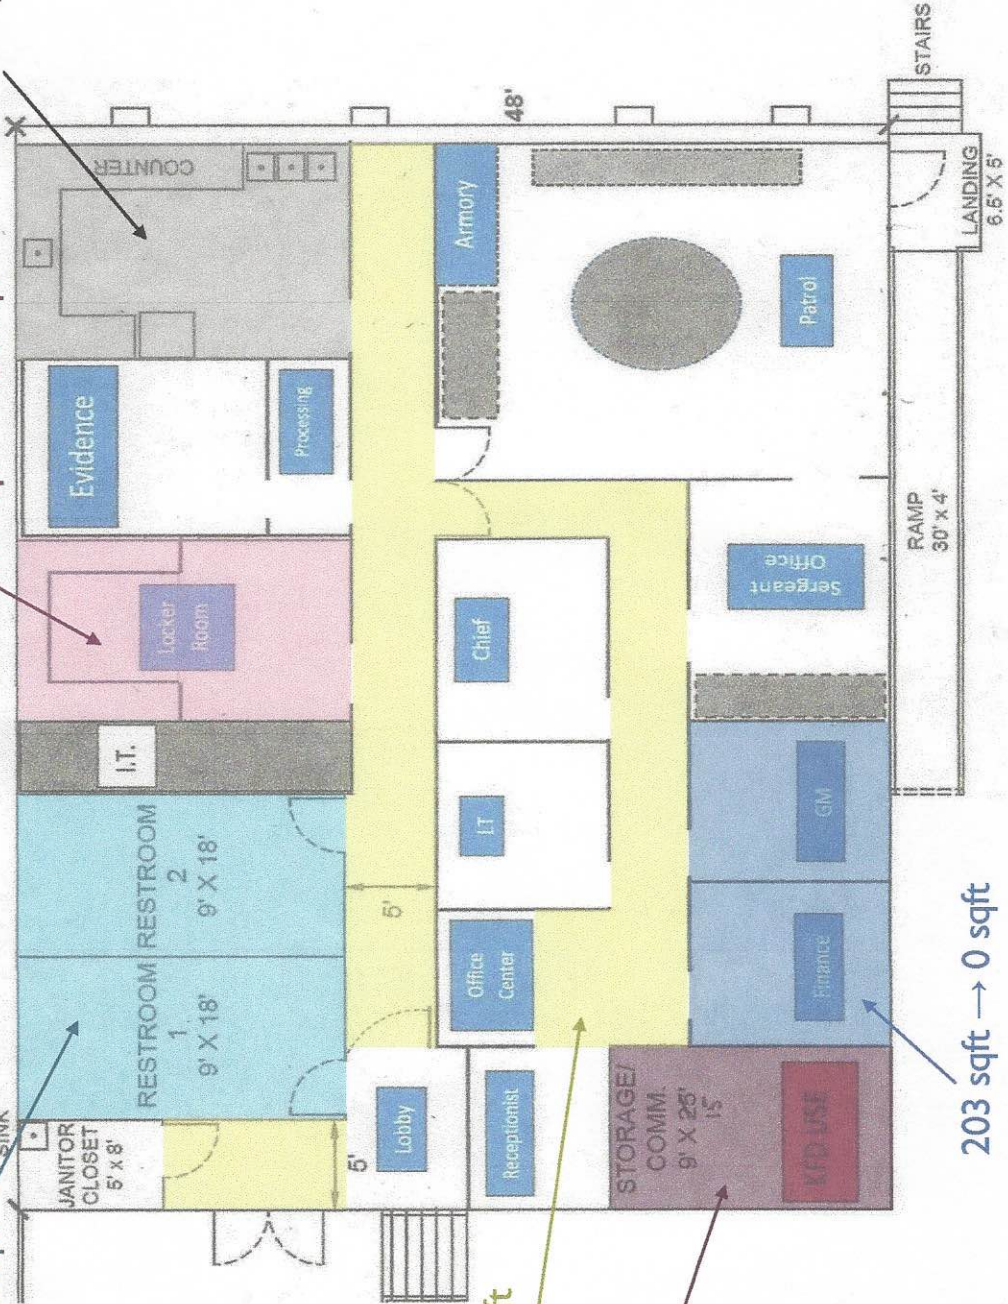 SINK
JANITOR
CLOSET
5' x 8'
RESTROOM
1
9' X 18'
RESTROOM
2
9' X 18'
I.T.
Locker
Room
Evidence
Processing
COUNTER
48'
5'
5'
Lobby
Receptionist
Office
Center
LT
Chief
Armory
Patrol
Sergeant
Office
GM
Finance
STORAGE/
COMM.
9' X 25'
15'
KFD USE
RAMP
30' x 4'
LANDING
6.5' X 5'
STAIRS
203 sqft → 0 sqft
ft